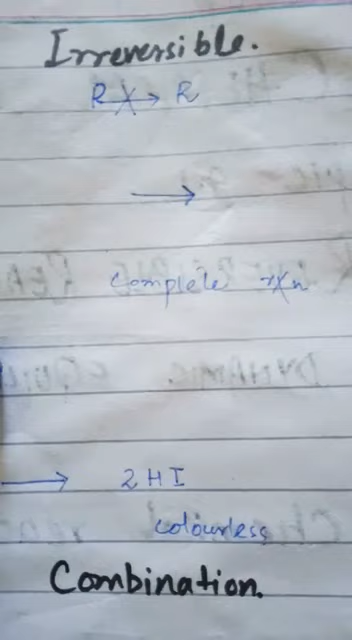 Irreversible.
R → R
→
Complete rxn
→ 2HI
colourless
Combination.